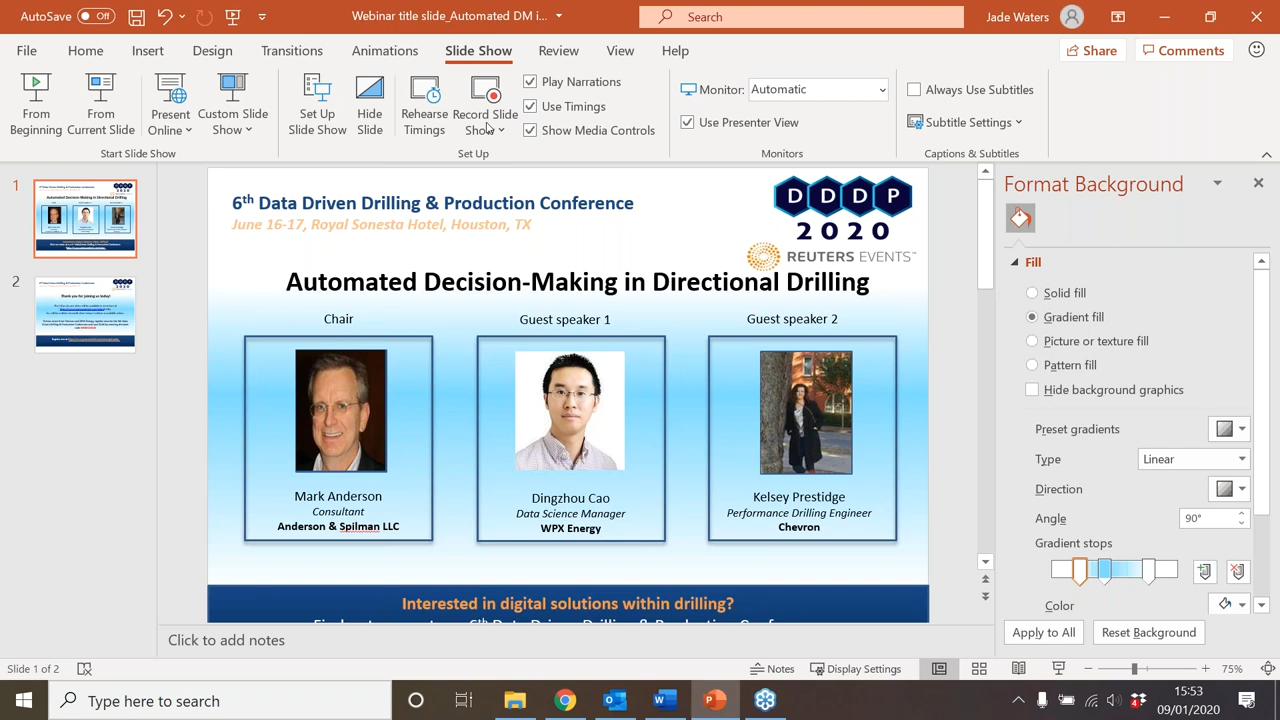 AutoSave Off
Webinar title slide_Automated DM i...
Search
Jade Waters
File Home Insert Design Transitions Animations Slide Show Review View Help
Share Comments
From Beginning
From Current Slide
Present Online
Custom Slide Show
Set Up Slide Show
Hide Slide
Rehearse Timings
Record Slide Show
Play Narrations
Use Timings
Show Media Controls
Monitor: Automatic
Use Presenter View
Always Use Subtitles
Subtitle Settings
Start Slide Show
Set Up
Monitors
Captions & Subtitles
1
2
6th Data Driven Drilling & Production Conference
June 16-17, Royal Sonesta Hotel, Houston, TX
DDDP
2020
REUTERS EVENTS™
Automated Decision-Making in Directional Drilling
Chair
Guest speaker 1
Guest speaker 2
Mark Anderson
Consultant
Anderson & Spilman LLC
Dingzhou Cao
Data Science Manager
WPX Energy
Kelsey Prestidge
Performance Drilling Engineer
Chevron
Interested in digital solutions within drilling?
Click to add notes
Format Background
Fill
Solid fill
Gradient fill
Picture or texture fill
Pattern fill
Hide background graphics
Preset gradients
Type Linear
Direction
Angle 90°
Gradient stops
Color
Apply to All
Reset Background
Slide 1 of 2
Notes
Display Settings
75%
Type here to search
15:53
09/01/2020